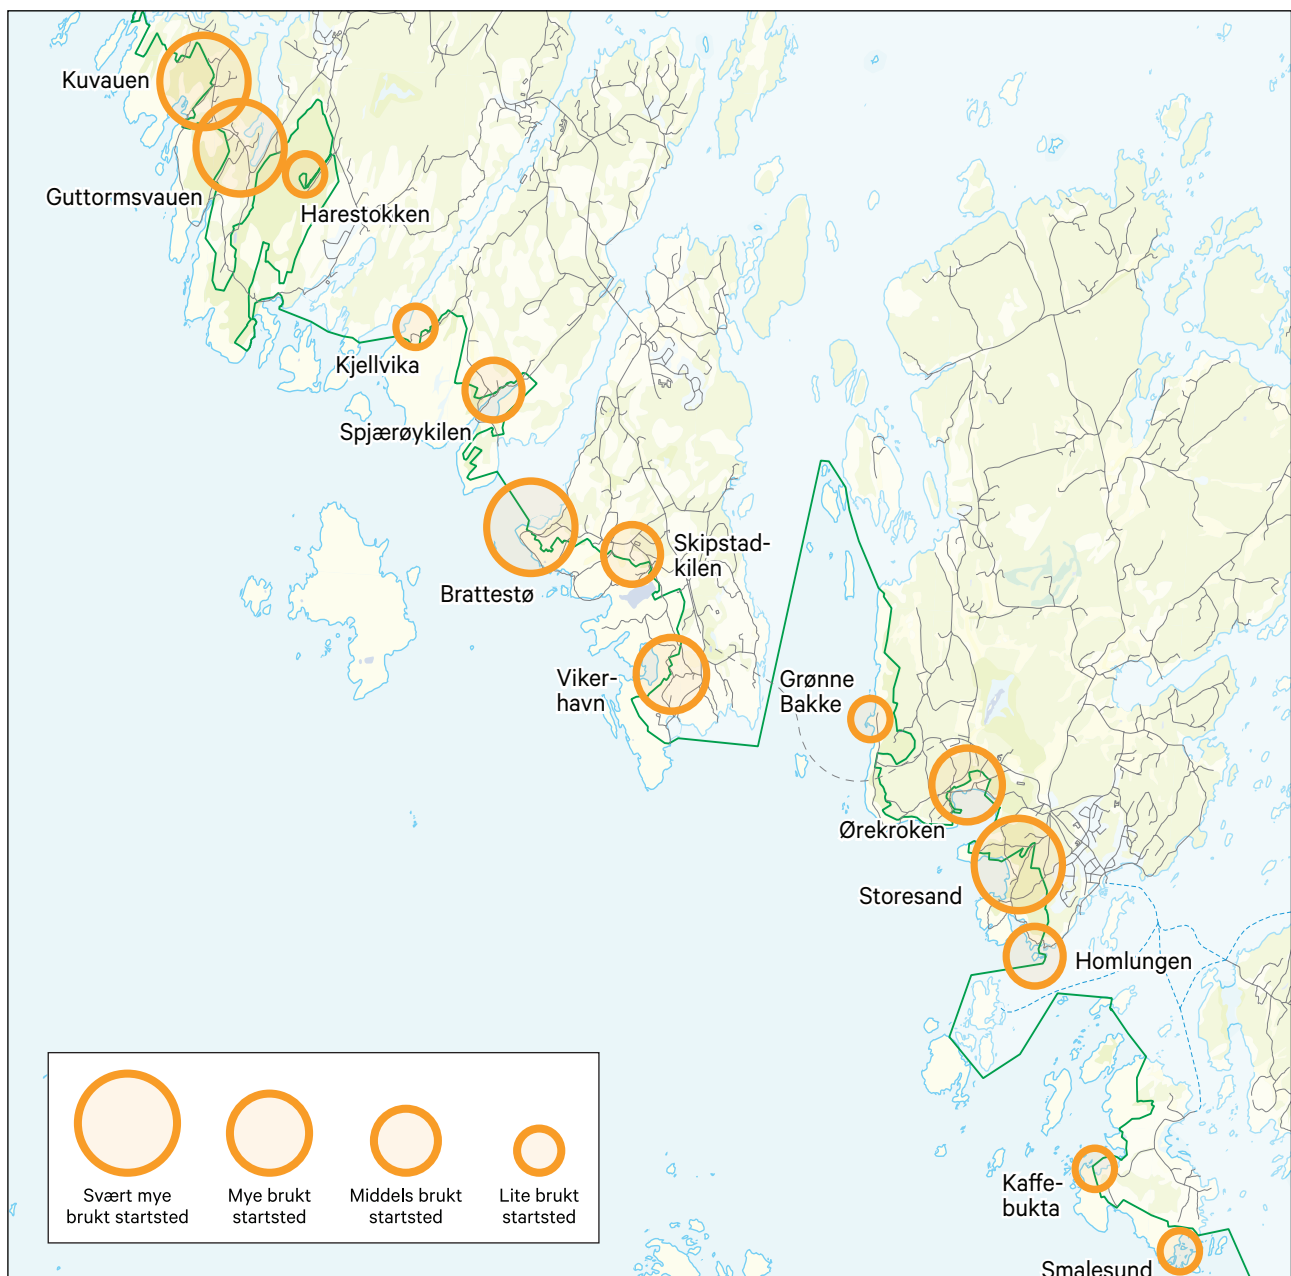 Kuvauen
Guttormsvauen
Harestokken
Kjellvika
Spjærøykilen
Brattestø
Skipstad-
kilen
Viker-
havn
Grønne
Bakke
Ørekroken
Storesand
Homlungen
Kaffe-
bukta
Smalesund
Svært mye
brukt startsted
Mye brukt
startsted
Middels brukt
startsted
Lite brukt
startsted